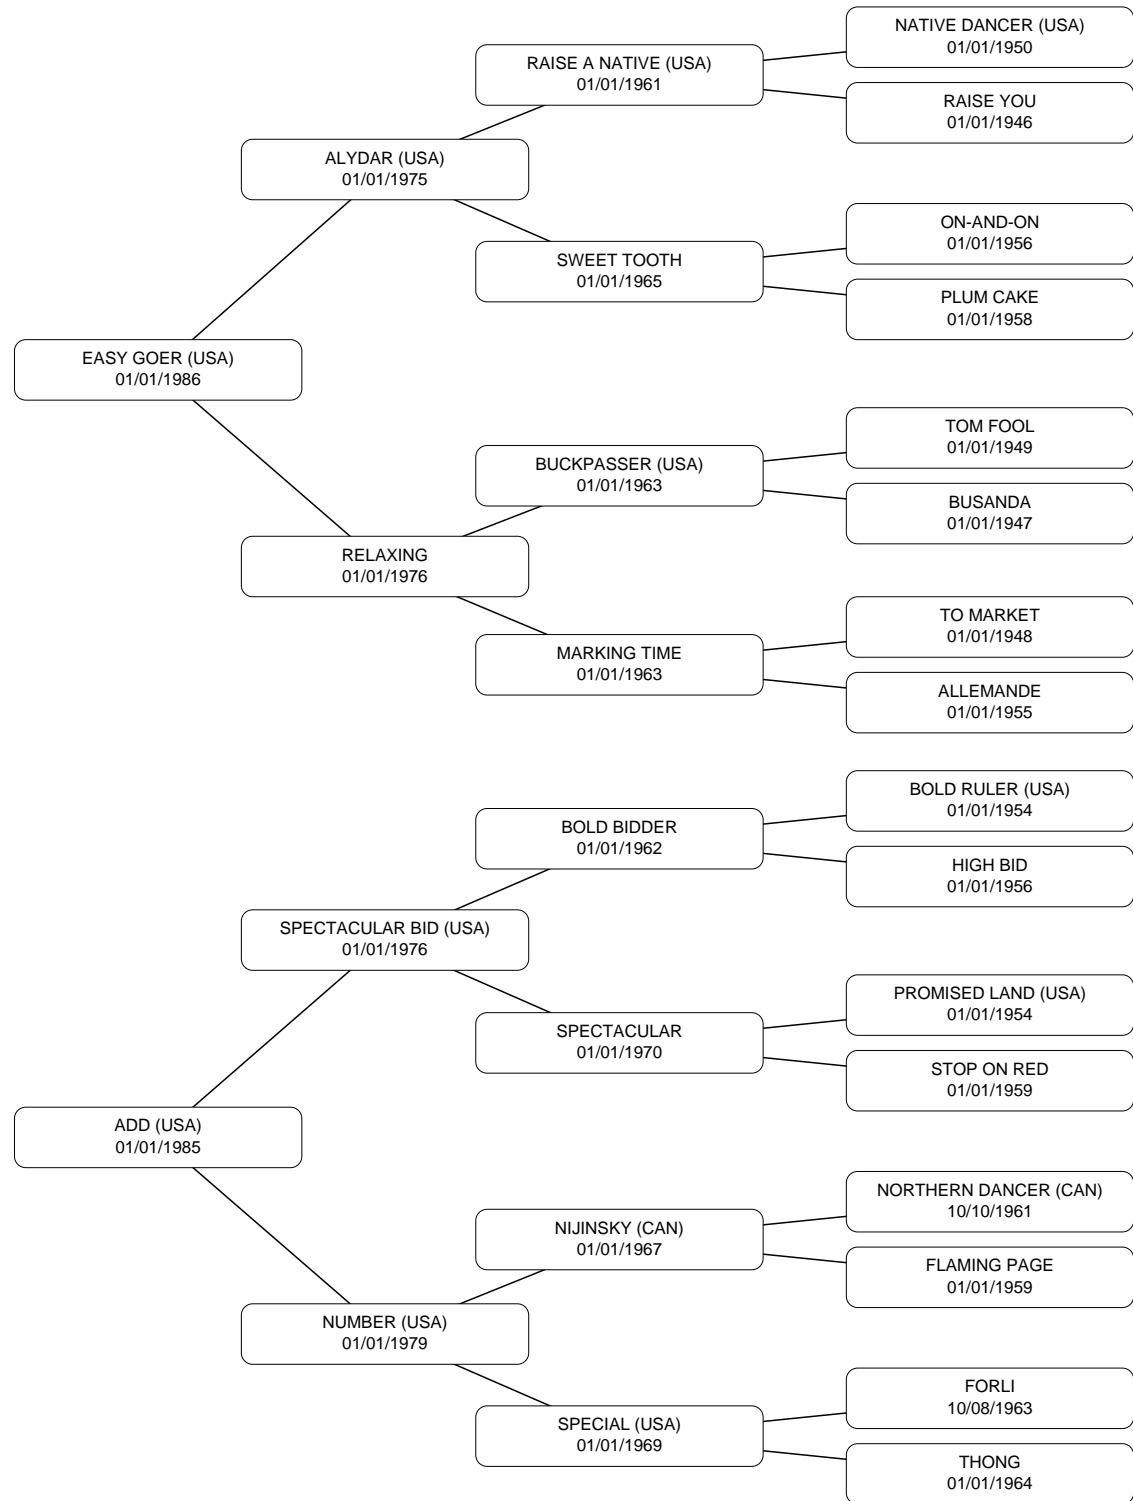 NATIVE DANCER (USA)
01/01/1950
RAISE A NATIVE (USA)
01/01/1961
RAISE YOU
01/01/1946
ALYDAR (USA)
01/01/1975
ON-AND-ON
01/01/1956
SWEET TOOTH
01/01/1965
PLUM CAKE
01/01/1958
EASY GOER (USA)
01/01/1986
TOM FOOL
01/01/1949
BUCKPASSER (USA)
01/01/1963
BUSANDA
01/01/1947
RELAXING
01/01/1976
TO MARKET
01/01/1948
MARKING TIME
01/01/1963
ALLEMANDE
01/01/1955
BOLD RULER (USA)
01/01/1954
BOLD BIDDER
01/01/1962
HIGH BID
01/01/1956
SPECTACULAR BID (USA)
01/01/1976
PROMISED LAND (USA)
01/01/1954
SPECTACULAR
01/01/1970
STOP ON RED
01/01/1959
ADD (USA)
01/01/1985
NORTHERN DANCER (CAN)
10/10/1961
NIJINSKY (CAN)
01/01/1967
FLAMING PAGE
01/01/1959
NUMBER (USA)
01/01/1979
FORLI
10/08/1963
SPECIAL (USA)
01/01/1969
THONG
01/01/1964